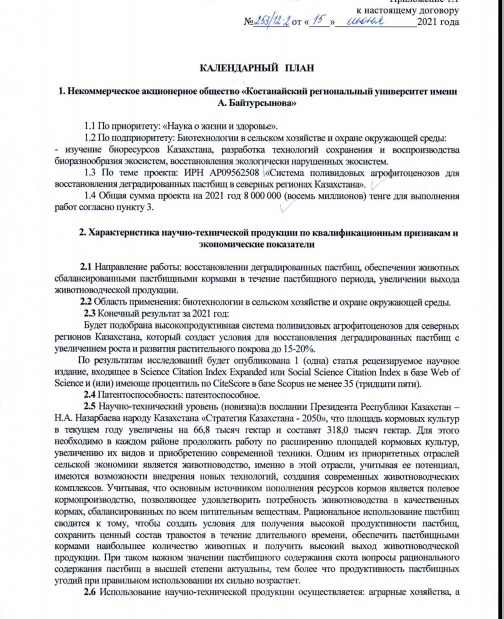 Приложение 1.1
к настоящему договору
№ 253/12-2 от « 15 » июня 2021 года
КАЛЕНДАРНЫЙ ПЛАН
1. Некоммерческое акционерное общество «Костанайский региональный университет имени
А. Байтурсынова»
1.1 По приоритету: «Наука о жизни и здоровье».
1.2 По подприоритету: Биотехнологии в сельском хозяйстве и охране окружающей среды:
- изучение биоресурсов Казахстана, разработка технологий сохранения и воспроизводства
биоразнообразия экосистем, восстановления экологически нарушенных экосистем.
1.3 По теме проекта: ИРН АР09562508 «Система поливидовых агрофитоценозов для
восстановления деградированных пастбищ в северных регионах Казахстана».
1.4 Общая сумма проекта на 2021 год 8 000 000 (восемь миллионов) тенге для выполнения
работ согласно пункту 3.
2. Характеристика научно-технической продукции по квалификационным признакам и
экономические показатели
2.1 Направление работы: восстановлении деградированных пастбищ, обеспечении животных
сбалансированными пастбищными кормами в течение пастбищного периода, увеличении выхода
животноводческой продукции.
2.2 Область применения: биотехнологии в сельском хозяйстве и охране окружающей среды.
2.3 Конечный результат за 2021 год:
Будет подобрана высокопродуктивная система поливидовых агрофитоценозов для северных
регионов Казахстана, который создаст условия для восстановления деградированных пастбищ с
увеличением роста и развития растительного покрова до 15-20%.
По результатам исследований будет опубликована 1 (одна) статья рецензируемое научное
издание, входящее в Science Citation Index Expanded или Social Science Citation Index в базе Web of
Science и (или) имеющее процентиль по CiteScore в базе Scopus не менее 35 (тридцати пяти).
2.4 Патентоспособность: патентоспособное.
2.5 Научно-технический уровень (новизна):в послании Президента Республики Казахстан –
Н.А. Назарбаева народу Казахстана «Стратегия Казахстана - 2050», что площадь кормовых культур
в текущем году увеличены на 66,8 тысяч гектар и составят 318,0 тысяч гектар. Для этого
необходимо в каждом районе продолжить работу по расширению площадей кормовых культур,
увеличению их видов и приобретению современной техники. Одним из приоритетных отраслей
сельской экономики является животноводство, именно в этой отрасли, учитывая ее потенциал,
имеются возможности внедрения новых технологий, создания современных животноводческих
комплексов. Учитывая, что основным источником пополнения ресурсов кормов является полевое
кормопроизводство, позволяющее удовлетворить потребность животноводства в качественных
кормах, сбалансированных по всем питательным веществам. Рациональное использование пастбищ
сводится к тому, чтобы создать условия для получения высокой продуктивности пастбищ,
сохранить ценный состав травостоя в течение длительного времени, обеспечить пастбищными
кормами наибольшее количество животных и получить высокий выход животноводческой
продукции. При таком важном значении пастбищного содержания скота вопросы рационального
содержания пастбищ в высшей степени актуальны, тем более что продуктивность пастбищных
угодий при правильном использовании их сильно возрастает.
2.6 Использование научно-технической продукции осуществляется: аграрные хозяйства, а